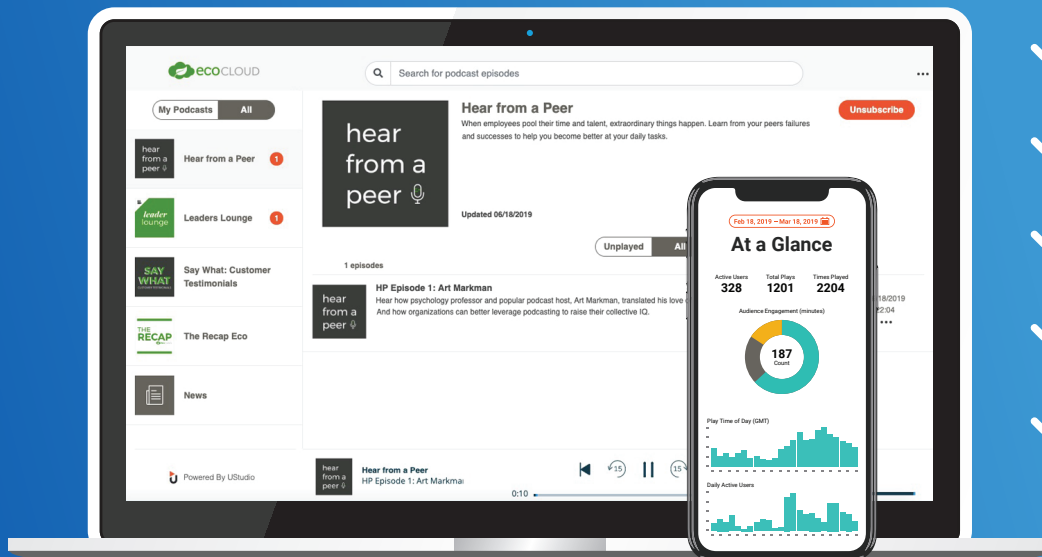 ecoCLOUD
Search for podcast episodes
My Podcasts
All
hear
from a
peer
Hear from a Peer
1
leader
lounge
Leaders Lounge
1
SAY
WHAT
Say What: Customer
Testimonials
THE
RECAP
The Recap Eco
News
Powered By UStudio
hear
from a
peer
Hear from a Peer
When employees pool their time and talent, extraordinary things happen. Learn from your peers failures
and successes to help you become better at your daily tasks.
Updated 06/18/2019
Unsubscribe
Unplayed
All
1 episodes
hear
from a
peer
HP Episode 1: Art Markman
Hear how psychology professor and popular podcast host, Art Markman, translated his love
And how organizations can better leverage podcasting to raise their collective IQ.
18/2019
22:04
hear
from a
peer
Hear from a Peer
HP Episode 1: Art Markma
15
15
0:10
Feb 18, 2019 – Mar 18, 2019
At a Glance
Active Users
328
Total Plays
1201
Times Played
2204
Audience Engagement (minutes)
187
Count
Play Time of Day (GMT)
Daily Active Users